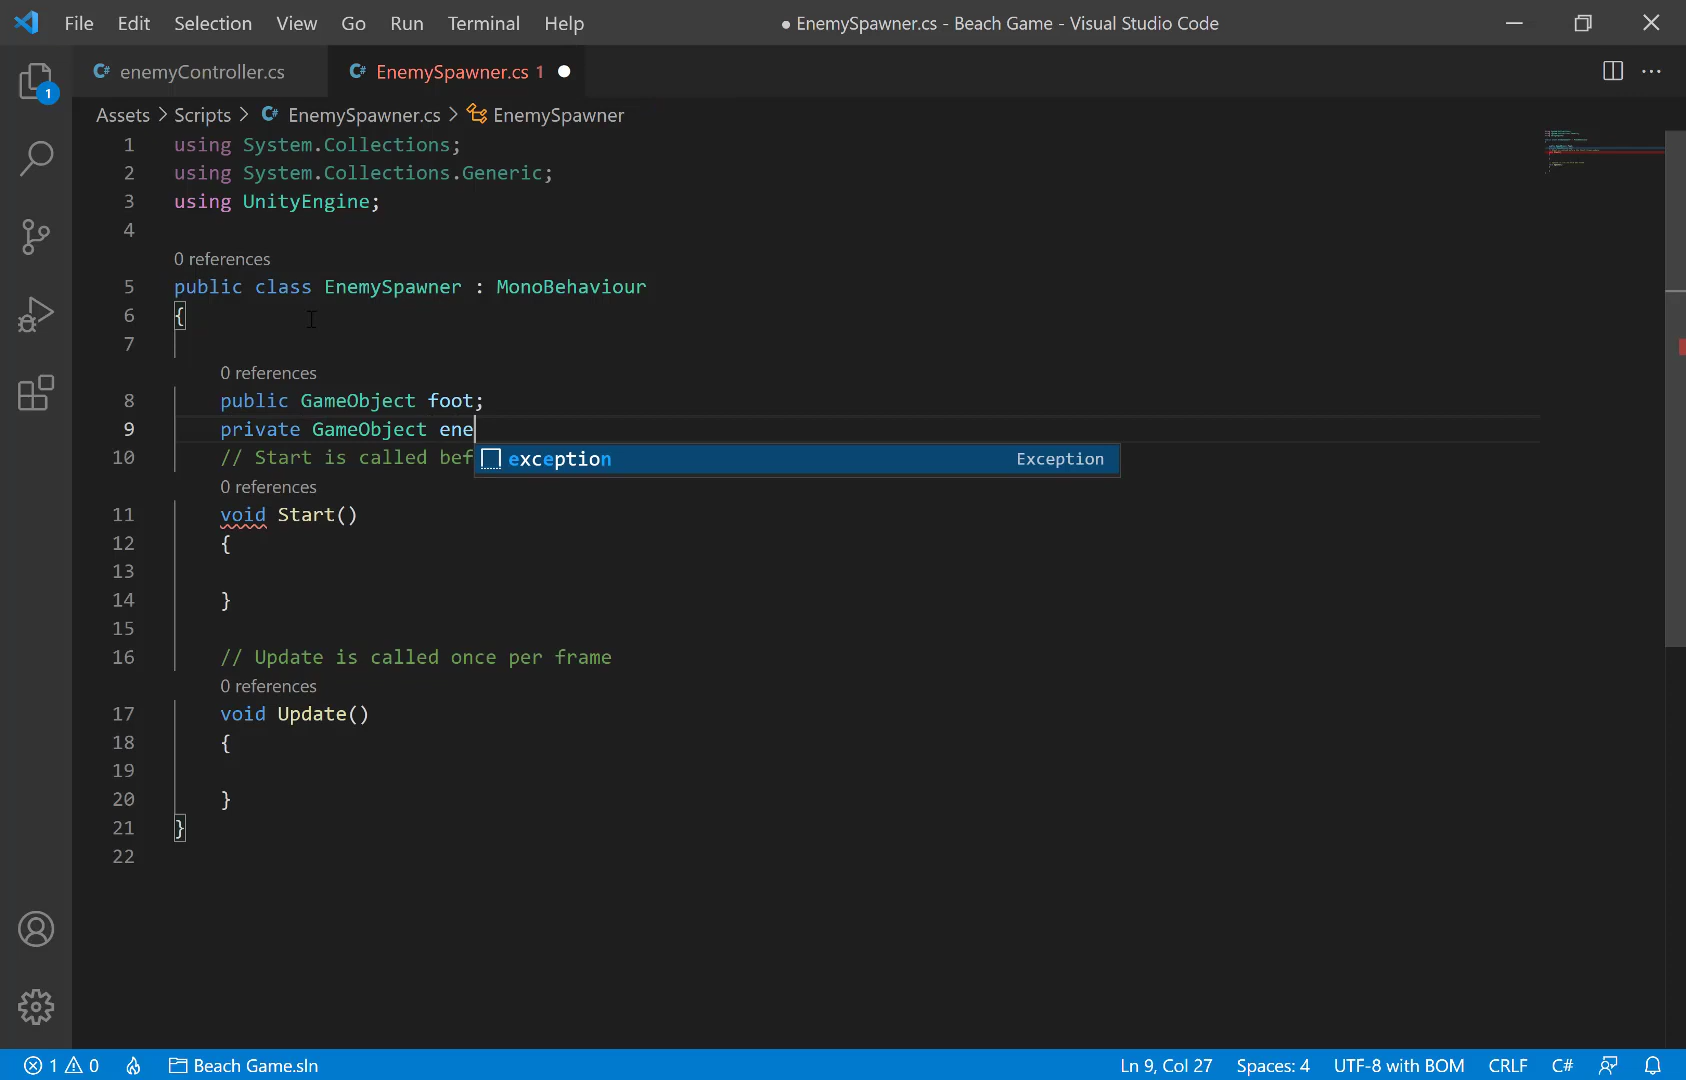 File Edit Selection View Go Run Terminal Help ● EnemySpawner.cs - Beach Game - Visual Studio Code
C# enemyController.cs C# EnemySpawner.cs 1
1
Assets > Scripts > C# EnemySpawner.cs > EnemySpawner
1 using System.Collections;
2 using System.Collections.Generic;
3 using UnityEngine;
4
0 references
5 public class EnemySpawner : MonoBehaviour
6 {
7
0 references
8 public GameObject foot;
9 private GameObject ene
10 // Start is called bef
exception Exception
0 references
11 void Start()
12 {
13
14 }
15
16 // Update is called once per frame
0 references
17 void Update()
18 {
19
20 }
21 }
22
1 0 Beach Game.sln Ln 9, Col 27 Spaces: 4 UTF-8 with BOM CRLF C#